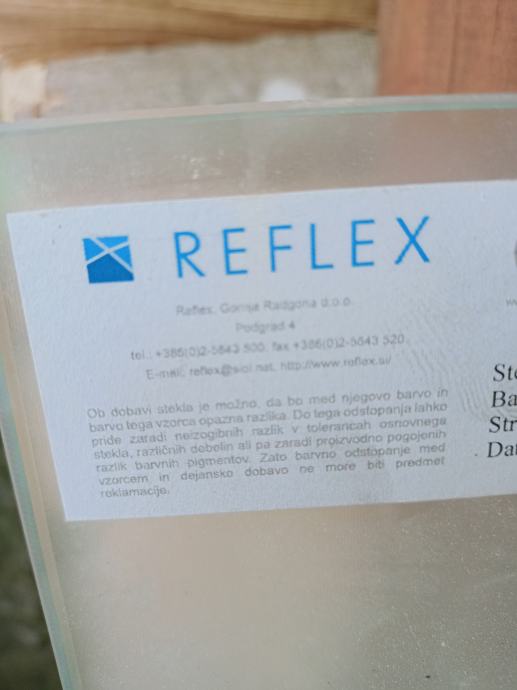 REFLEX
Reflex, Gornja Radgona d.o.o.
Podgrad 4
tel.: +386(0)2-5643 500, fax +386(0)2-5643 520
E-mail: reflex@siol.net, http://www.reflex.si/
Ob dobavi stekla je možno, da bo med njegovo barvo in
barvo tega vzorca opazna razlika. Do tega odstopanja lahko
pride zaradi neizogibnih razlik v tolerancah osnovnega
stekla, različnih debelin ali pa zaradi proizvodno pogojenih
razlik barvnih pigmentov. Zato barvno odstopanje med
vzorcem in dejansko dobavo ne more biti predmet
reklamacije.
Ste
Ba
Str
Dat